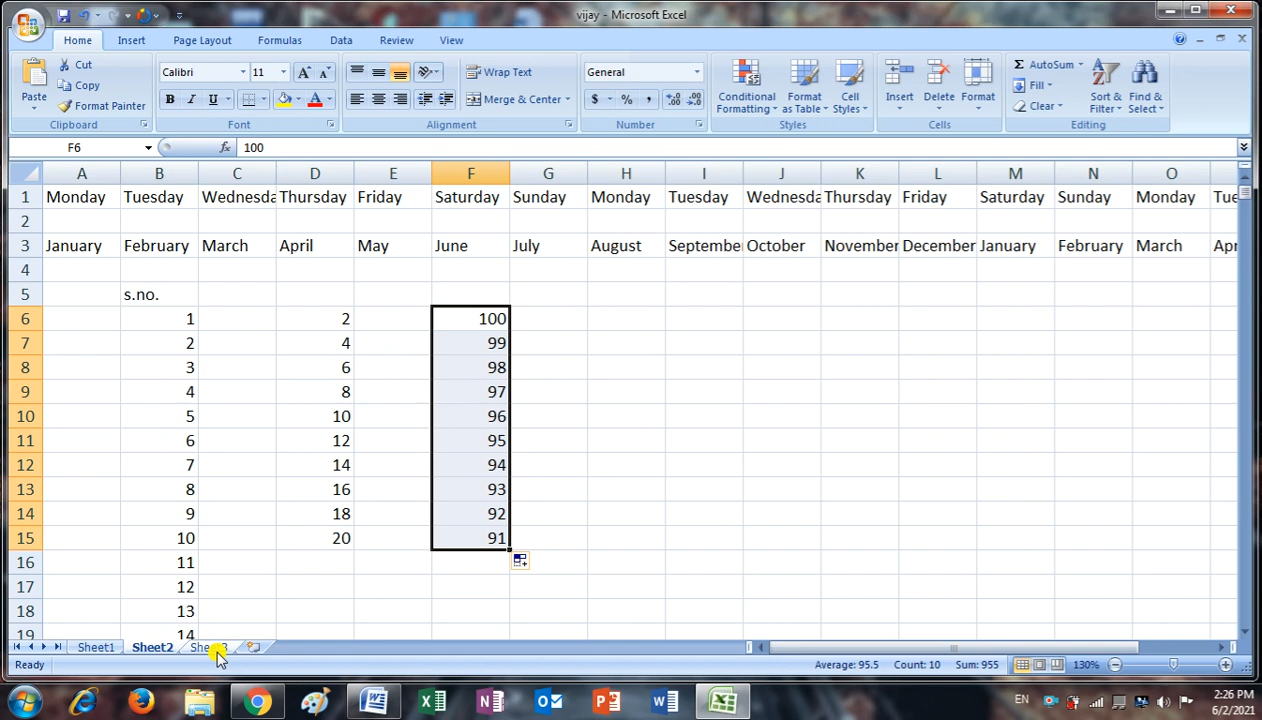 vijay - Microsoft Excel
Home Insert Page Layout Formulas Data Review View
Paste
Cut
Copy
Format Painter
Clipboard
Calibri 11
B I U
Font
Wrap Text
Merge & Center
Alignment
General
$ % ,
Number
Conditional Formatting
Format as Table
Cell Styles
Styles
Insert Delete Format
Cells
AutoSum
Fill
Clear
Sort & Filter
Find & Select
Editing
F6 fx 100
A B C D E F G H I J K L M N O
1 Monday Tuesday Wednesda Thursday Friday Saturday Sunday Monday Tuesday Wednesda Thursday Friday Saturday Sunday Monday Tue
2
3 January February March April May June July August Septembe October November December January February March Apr
4
5 s.no.
6 1 2 100
7 2 4 99
8 3 6 98
9 4 8 97
10 5 10 96
11 6 12 95
12 7 14 94
13 8 16 93
14 9 18 92
15 10 20 91
16 11
17 12
18 13
19 14
Sheet1 Sheet2
Ready Average: 95.5 Count: 10 Sum: 955 130%
EN 2:26 PM
6/2/2021